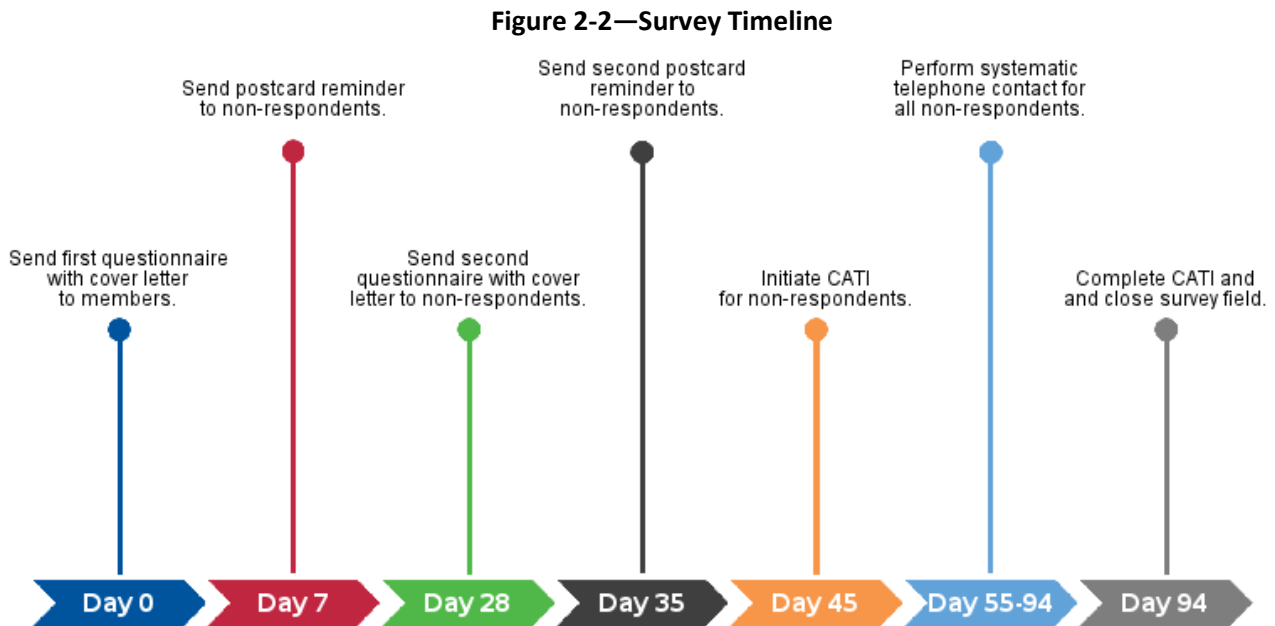 Figure 2-2—Survey Timeline
Send first questionnaire
with cover letter
to members.
Send postcard reminder
to non-respondents.
Send second
questionnaire with cover
letter to non-respondents.
Send second postcard
reminder to
non-respondents.
Initiate CATI
for non-respondents.
Perform systematic
telephone contact for
all non-respondents.
Complete CATI and
and close survey field.
Day 0
Day 7
Day 28
Day 35
Day 45
Day 55-94
Day 94